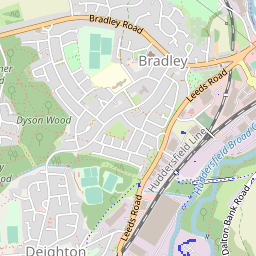 Bradley Road
Bradley
Leeds Road
Dyson Wood
Huddersfield Line
Huddersfield Broad
Leeds Road
Dalton Bank Road
Deighton